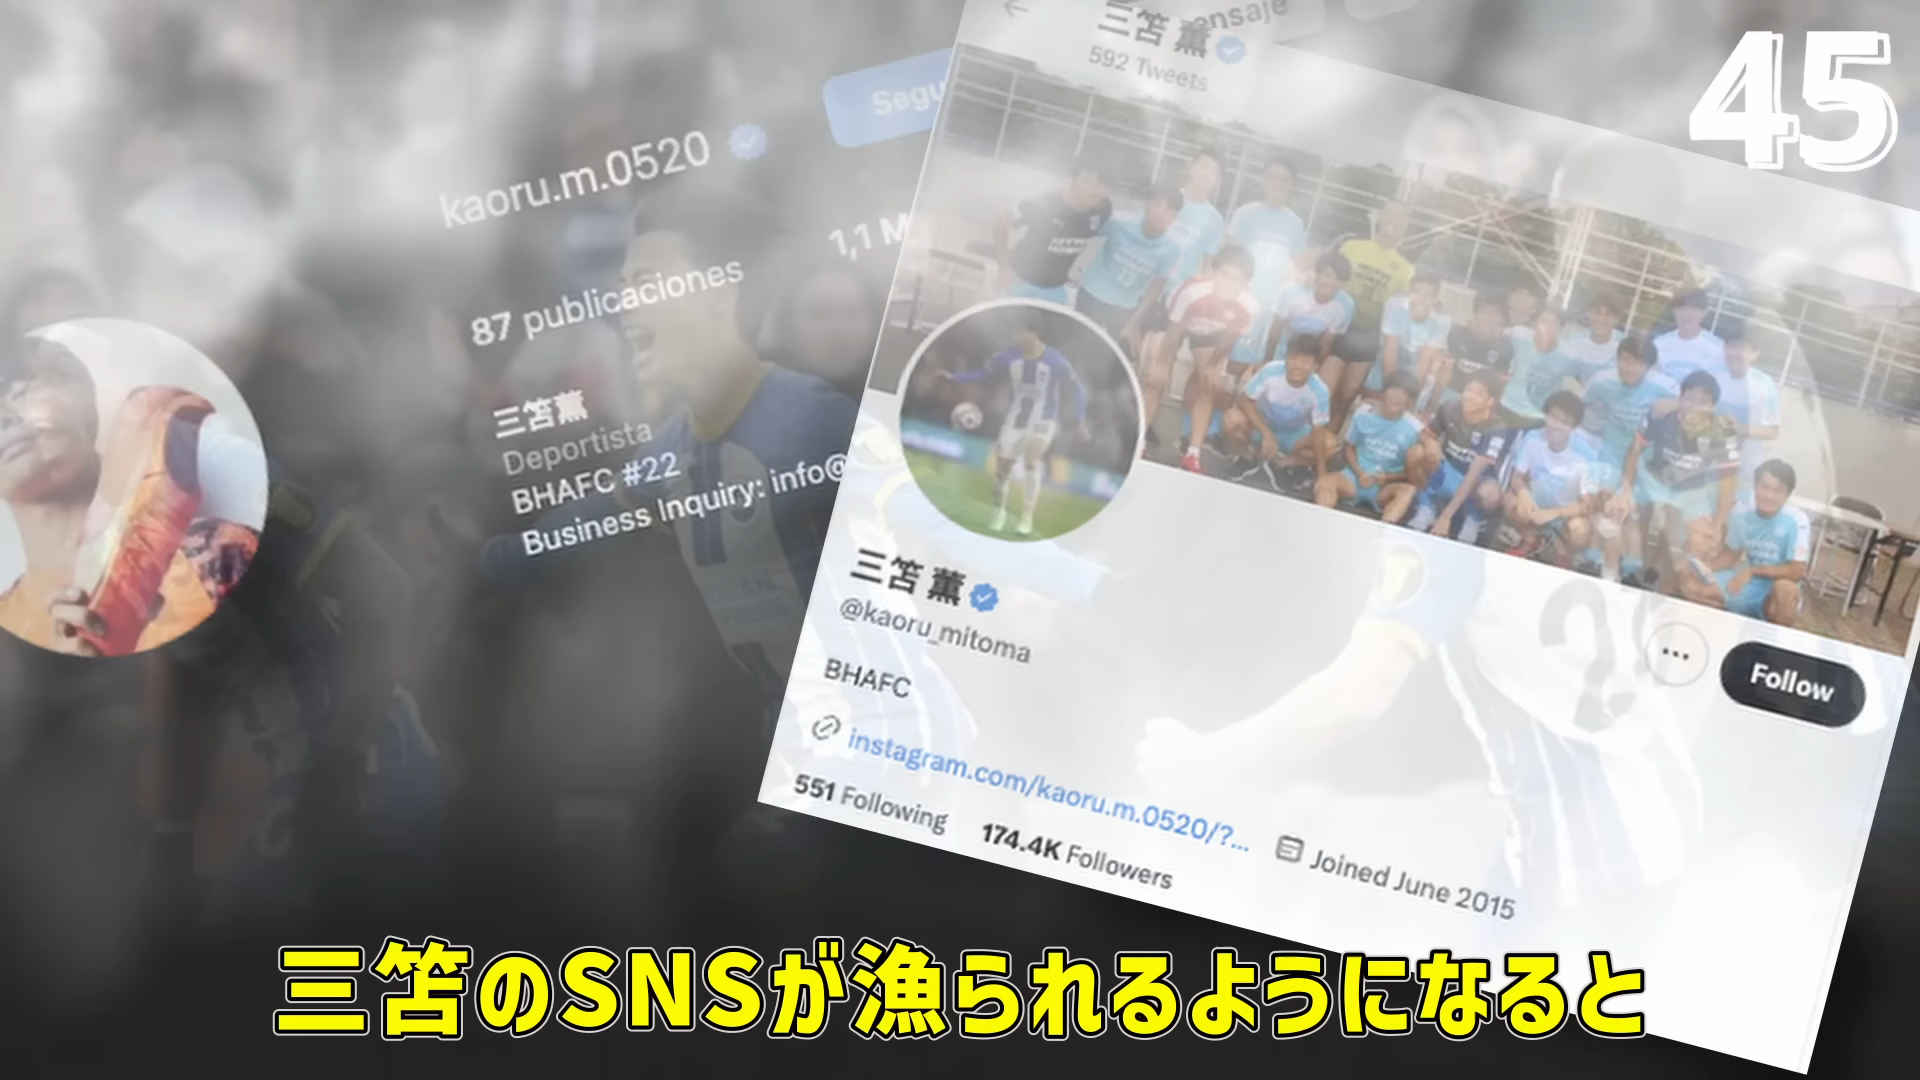 45
ensaje
三笘 薫
592 Tweets
Segu
kaoru.m.0520
87 publicaciones
1,1 M
三笘薫
Deportista
BHAFC #22
Business Inquiry: info@
三笘 薫
@kaoru_mitoma
BHAFC
Follow
instagram.com/kaoru.m.0520/?...
Joined June 2015
551 Following
174.4K Followers
三笘のSNSが漁られるようになると